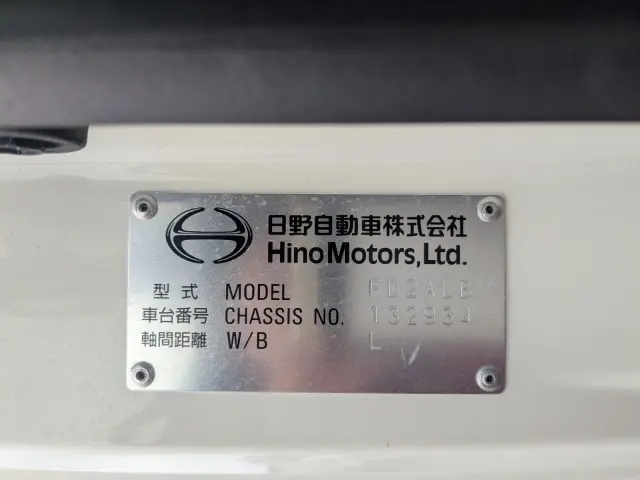 日野自動車株式会社
Hino Motors, Ltd.
型式 MODEL FD2ALB
車台番号 CHASSIS NO. 132934
軸間距離 W/B L